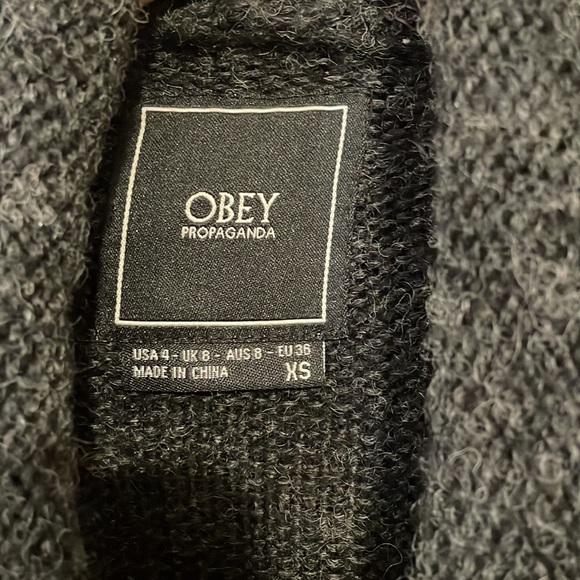 OBEY
PROPAGANDA
USA 4 - UK 8 - AUS 8 - EU 36
MADE IN CHINA
XS